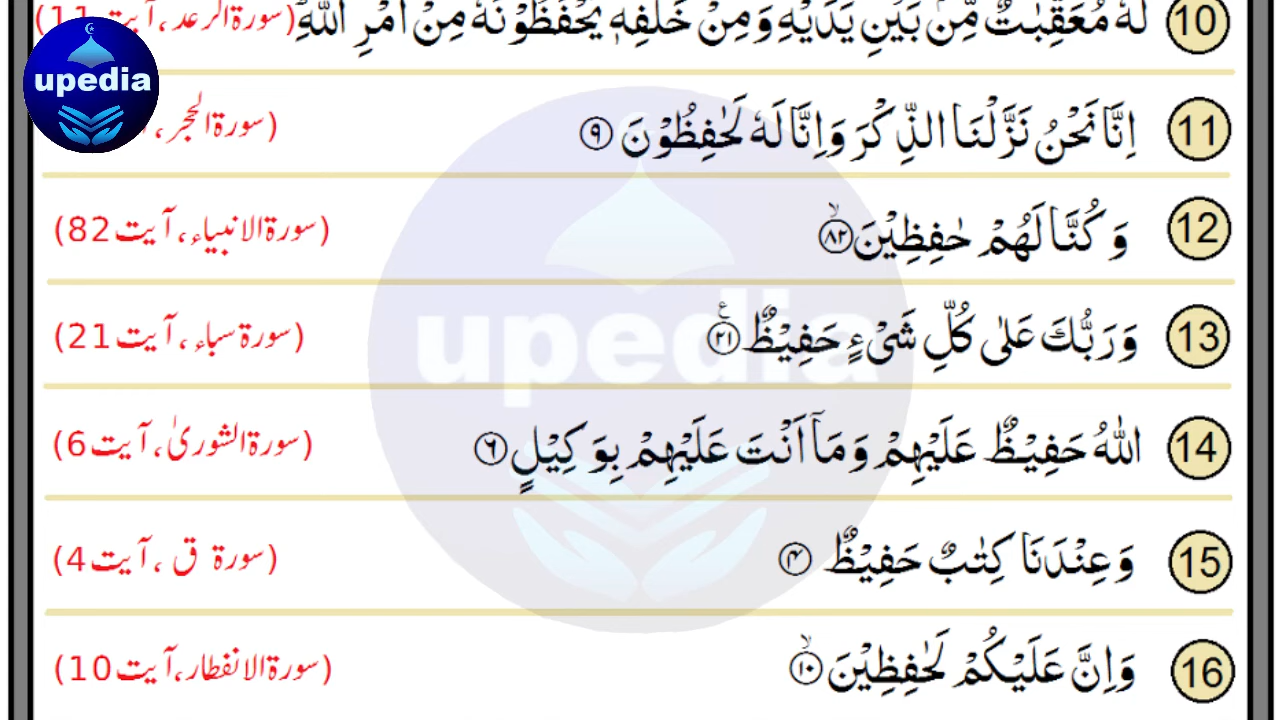 10 لَهٗ مُعَقِّبٰتٌ مِّنْۢ بَيْنِ يَدَيْهِ وَمِنْ خَلْفِهٖ يَحْفَظُوْنَهٗ مِنْ اَمْرِ اللّٰهِ (سورۃ الرعد، آیت 11)
upedia
11 اِنَّا نَحْنُ نَزَّلْنَا الذِّكْرَ وَاِنَّا لَهٗ لَحٰفِظُوْنَ ۹ (سورۃ الحجر،
12 وَ كُنَّا لَهُمْ حٰفِظِيْنَ ۸۲ۙ (سورۃ الانبیاء، آیت 82)
13 وَ رَبُّكَ عَلٰى كُلِّ شَىْءٍ حَفِيْظٌ ۲۱ (سورۃ سباء، آیت 21)
upedia
14 اللّٰهُ حَفِيْظٌ عَلَيْهِمْ وَ مَاۤ اَنْتَ عَلَيْهِمْ بِوَكِيْلٍ ۶ (سورۃ الشوریٰ، آیت 6)
15 وَ عِنْدَنَا كِتٰبٌ حَفِيْظٌ ۴ (سورۃ ق ، آیت 4)
16 وَ اِنَّ عَلَيْكُمْ لَحٰفِظِيْنَ ۱۰ۙ (سورۃ الانفطار، آیت 10)